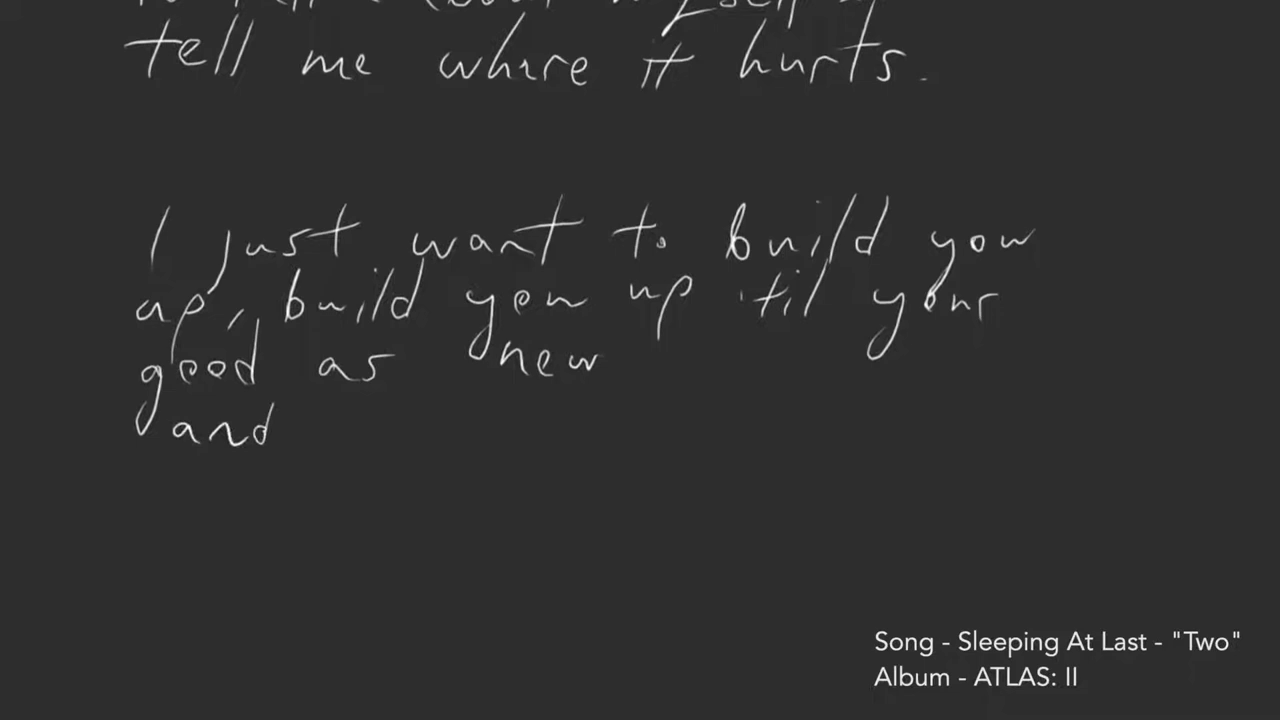 tell me where it hurts.
I just want to build you
up, build you up 'til your
good as new
and
Song - Sleeping At Last - "Two"
Album - ATLAS: II